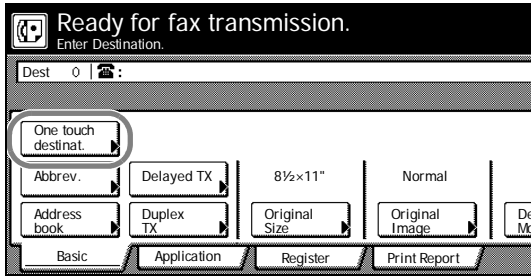 Ready for fax transmission.
Enter Destination.
Dest 0 ☎:
One touch
destinat.
Abbrev.
Delayed TX
8½×11"
Normal
Address
book
Duplex
TX
Original
Size
Original
Image
Basic
Application
Register
Print Report